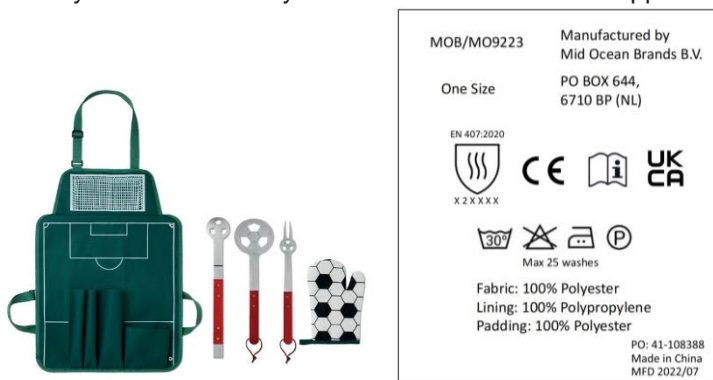 MOB/MO9223
Manufactured by
Mid Ocean Brands B.V.
One Size
PO BOX 644,
6710 BP (NL)
EN 407:2020
X 2 X X X X
CE
i
UK
CA
30°
P
Max 25 washes
Fabric: 100% Polyester
Lining: 100% Polypropylene
Padding: 100% Polyester
PO: 41-108388
Made in China
MFD 2022/07